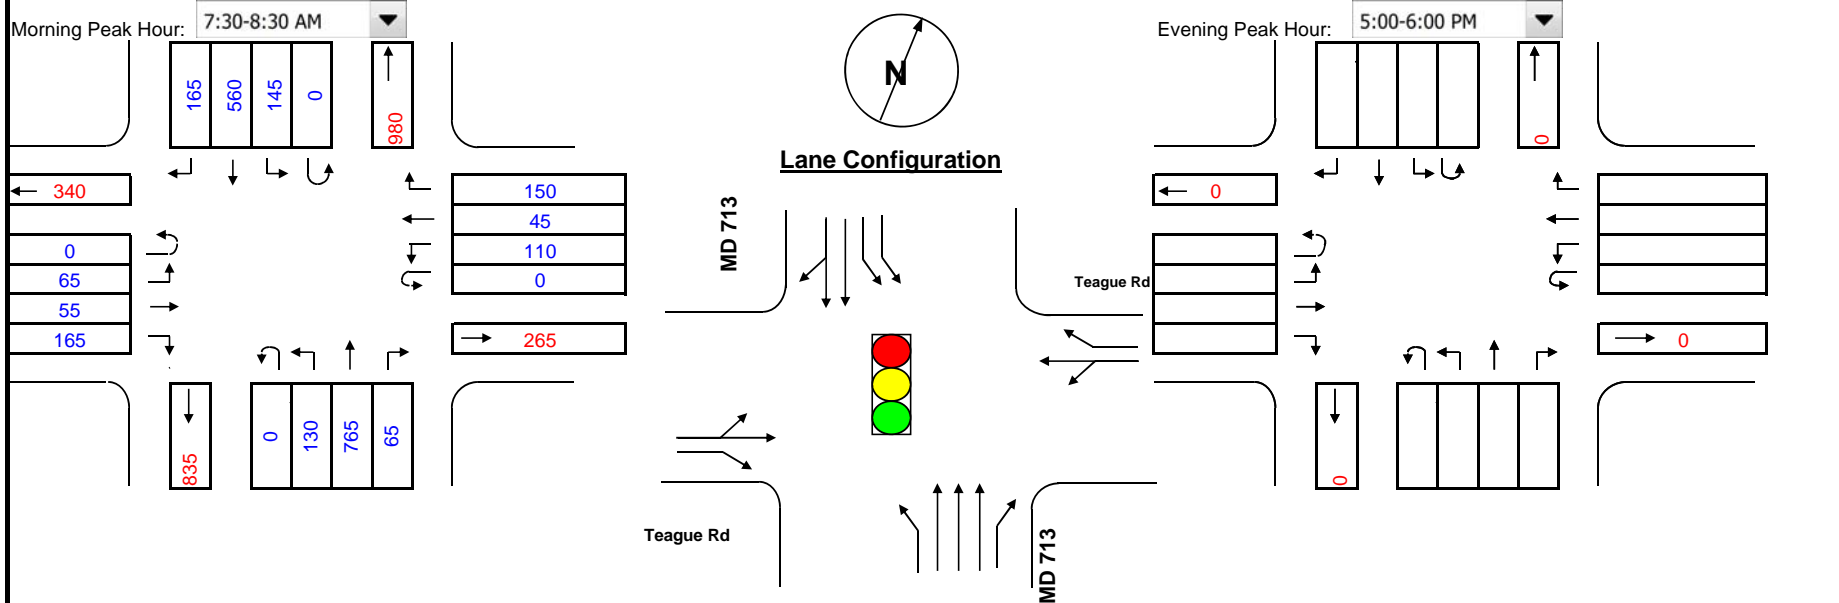 Morning Peak Hour: 7:30-8:30 AM
Evening Peak Hour: 5:00-6:00 PM
N
Lane Configuration
165 560 145 0
980
340
0
65
55
165
150
45
110
0
265
835
0 130 765 65
MD 713
Teague Rd
Teague Rd
MD 713
0
0
0
0